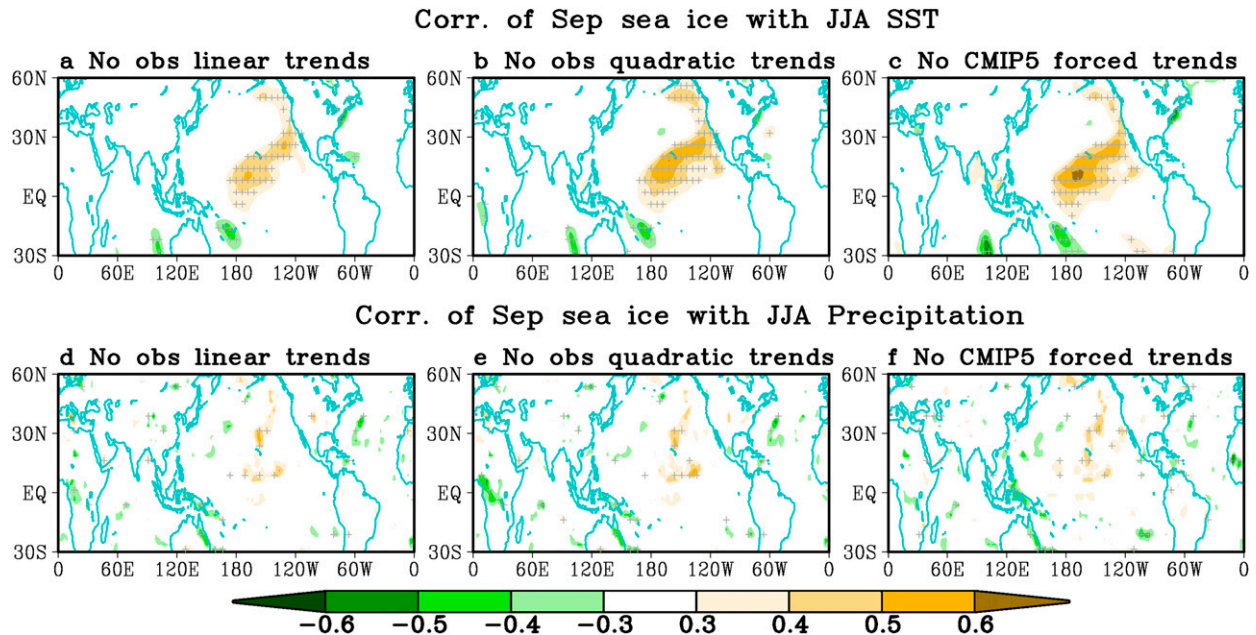 Corr. of Sep sea ice with JJA SST
a No obs linear trends
b No obs quadratic trends
c No CMIP5 forced trends
60N
30N
EQ
30S
0 60E 120E 180 120W 60W 0
60N
30N
EQ
30S
0 60E 120E 180 120W 60W 0
60N
30N
EQ
30S
0 60E 120E 180 120W 60W 0
Corr. of Sep sea ice with JJA Precipitation
d No obs linear trends
e No obs quadratic trends
f No CMIP5 forced trends
60N
30N
EQ
30S
0 60E 120E 180 120W 60W 0
60N
30N
EQ
30S
0 60E 120E 180 120W 60W 0
60N
30N
EQ
30S
0 60E 120E 180 120W 60W 0
-0.6 -0.5 -0.4 -0.3 0.3 0.4 0.5 0.6